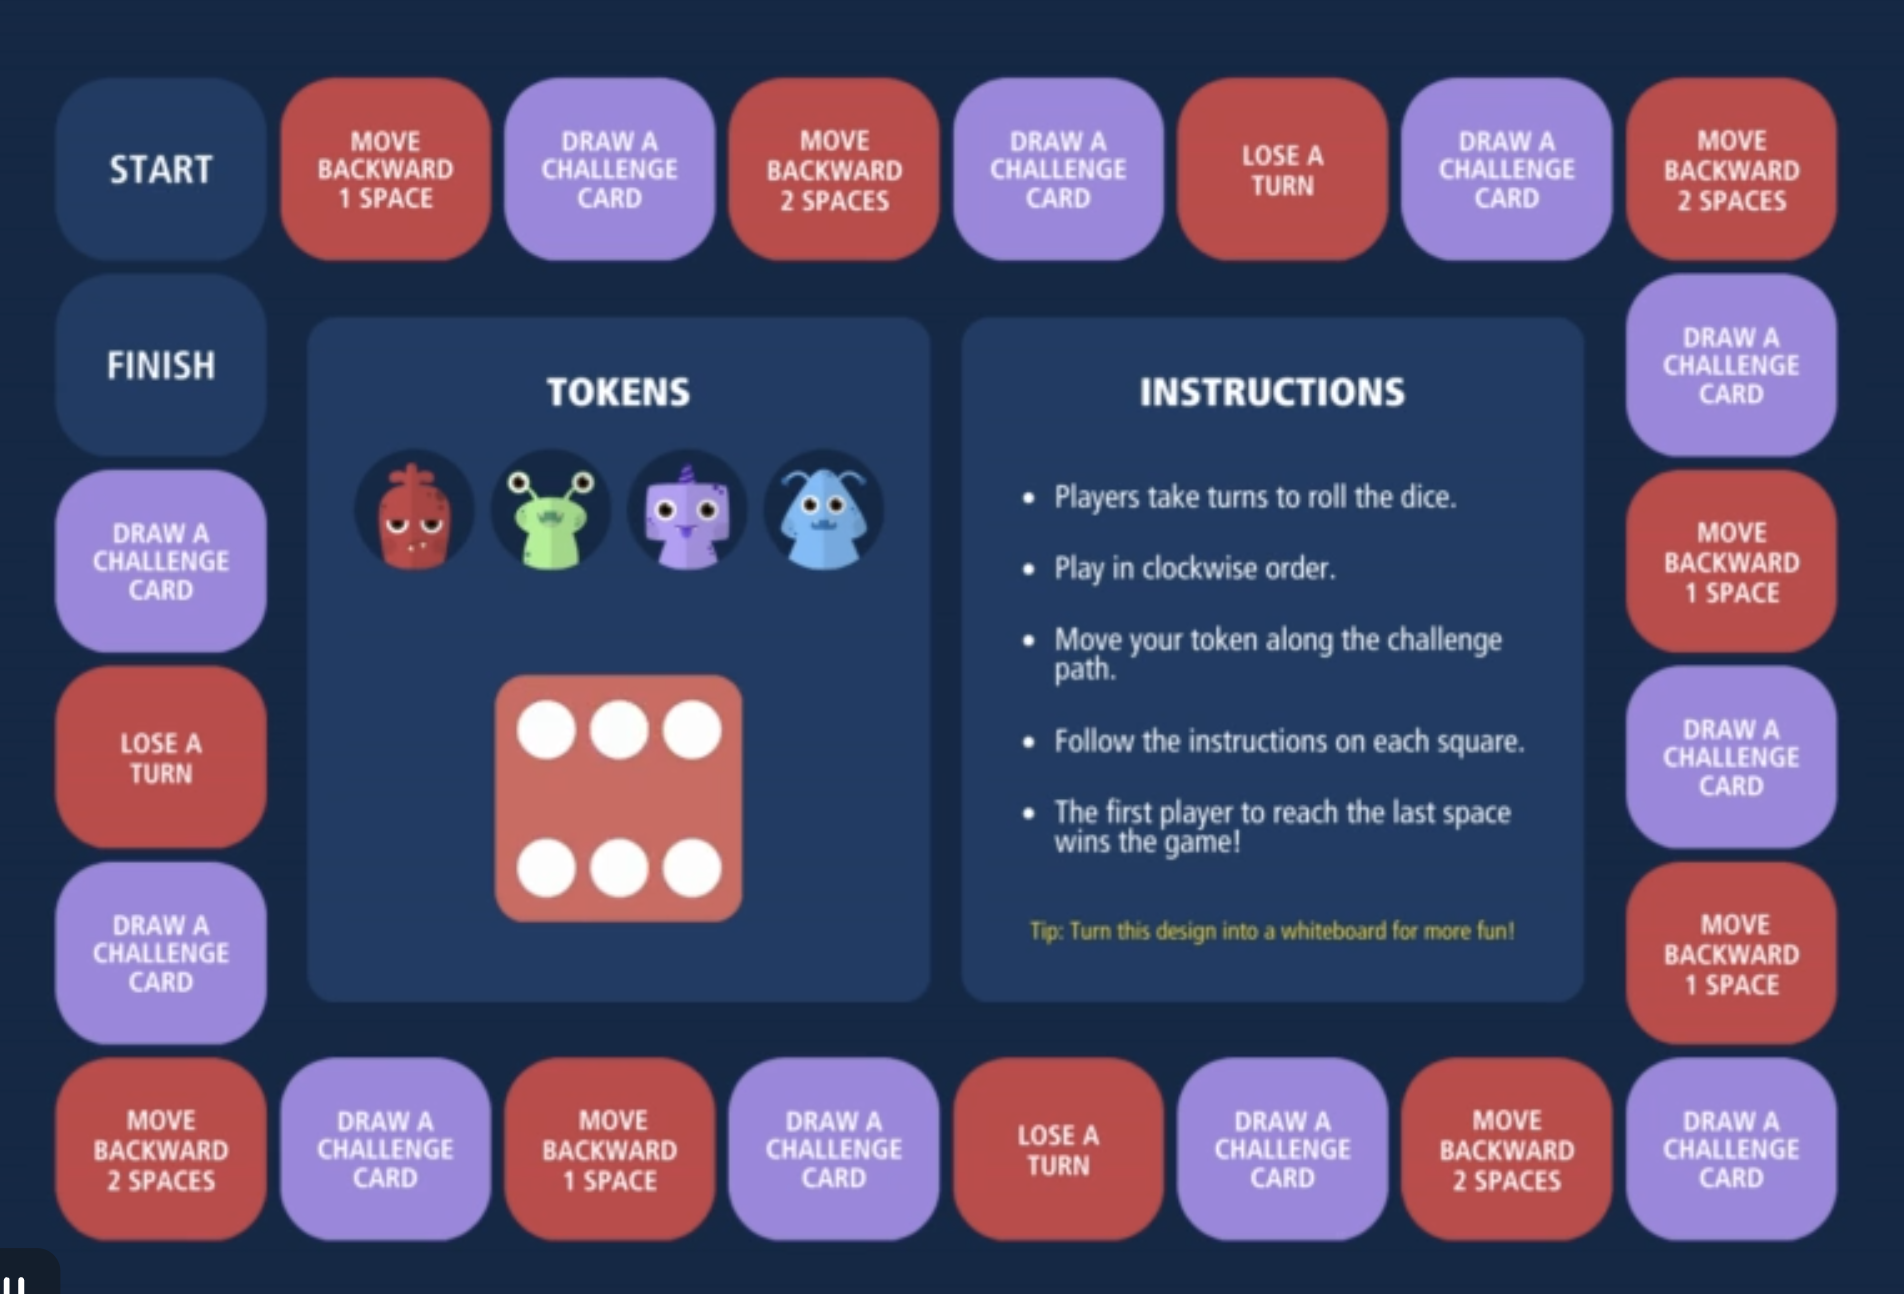 START
MOVE
BACKWARD
1 SPACE
DRAW A
CHALLENGE
CARD
MOVE
BACKWARD
2 SPACES
DRAW A
CHALLENGE
CARD
LOSE A
TURN
DRAW A
CHALLENGE
CARD
MOVE
BACKWARD
2 SPACES
DRAW A
CHALLENGE
CARD
MOVE
BACKWARD
1 SPACE
DRAW A
CHALLENGE
CARD
MOVE
BACKWARD
1 SPACE
DRAW A
CHALLENGE
CARD
MOVE
BACKWARD
2 SPACES
DRAW A
CHALLENGE
CARD
LOSE A
TURN
DRAW A
CHALLENGE
CARD
MOVE
BACKWARD
1 SPACE
DRAW A
CHALLENGE
CARD
MOVE
BACKWARD
2 SPACES
DRAW A
CHALLENGE
CARD
LOSE A
TURN
DRAW A
CHALLENGE
CARD
FINISH
TOKENS
INSTRUCTIONS
• Players take turns to roll the dice.
• Play in clockwise order.
• Move your token along the challenge
path.
• Follow the instructions on each square.
• The first player to reach the last space
wins the game!
Tip: Turn this design into a whiteboard for more fun!